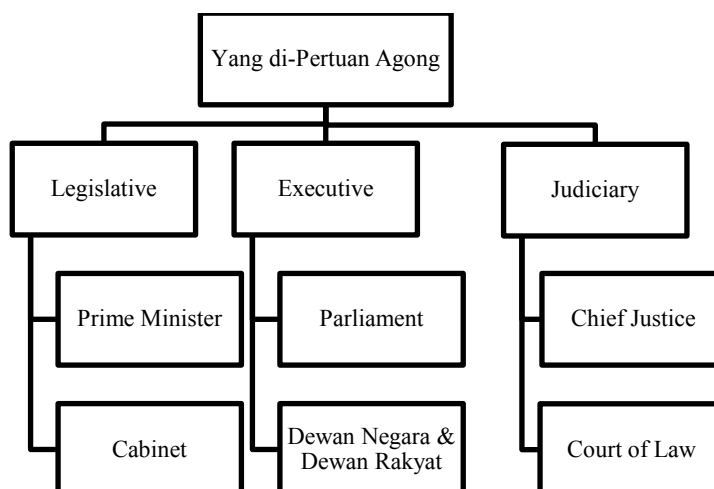 Yang di-Pertuan Agong
Legislative
Executive
Judiciary
Prime Minister
Parliament
Chief Justice
Cabinet
Dewan Negara &
Dewan Rakyat
Court of Law